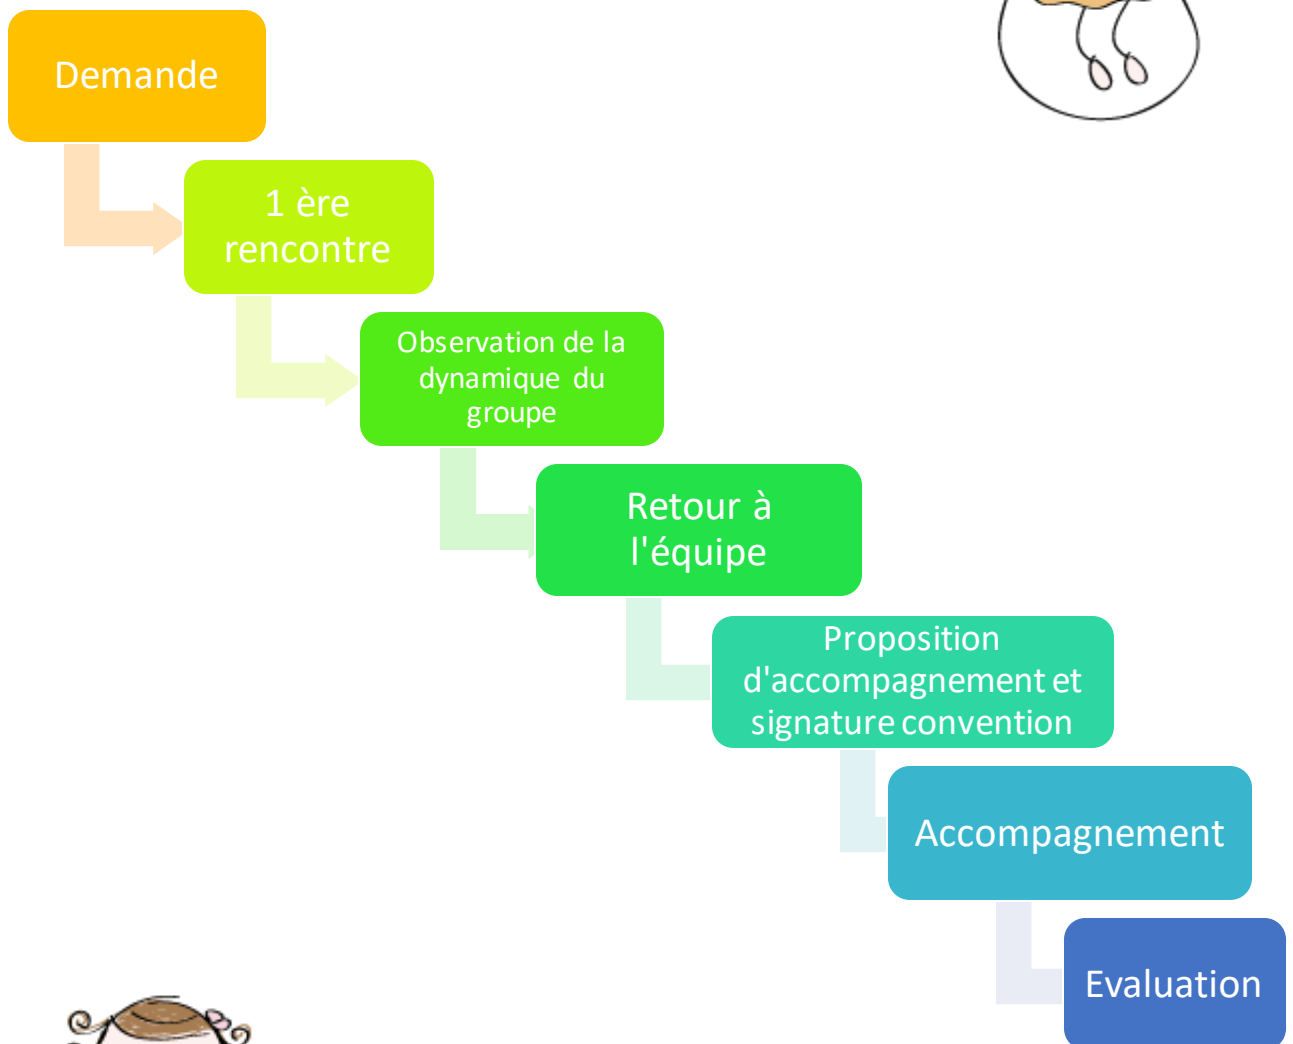 Demande
1 ère
rencontre
Observation de la
dynamique du
groupe
Retour à
l'équipe
Proposition
d'accompagnement et
signature convention
Accompagnement
Evaluation